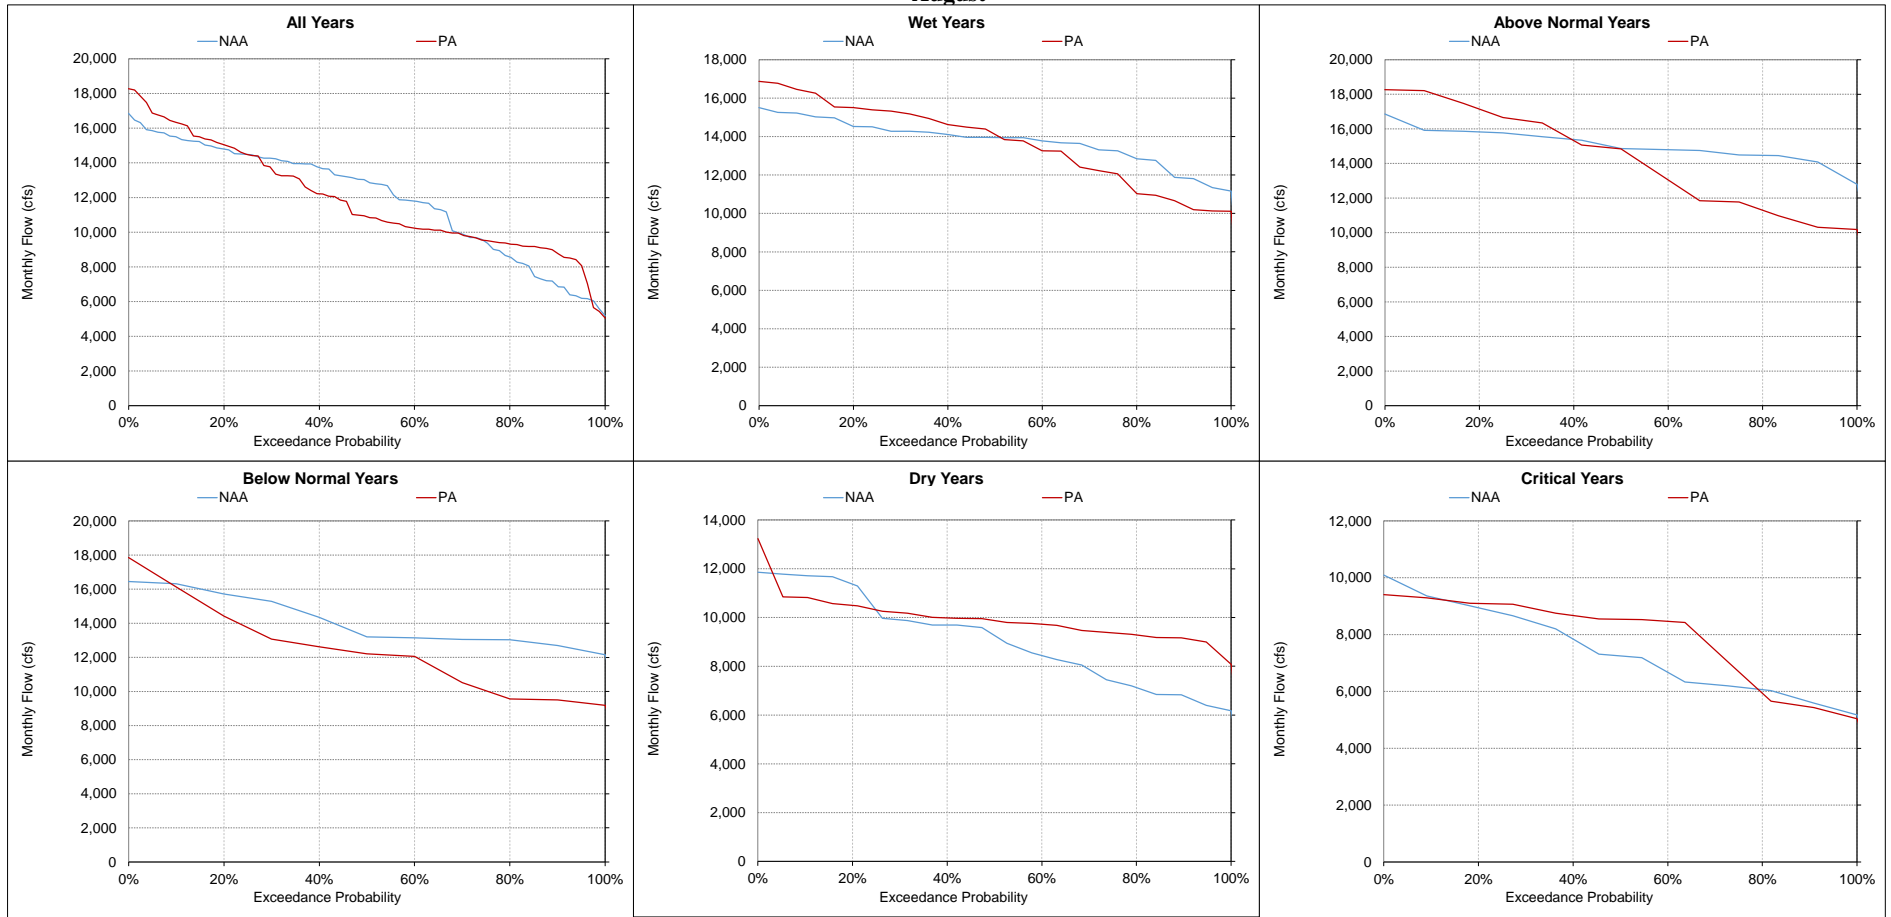 August
All Years
NAA PA
20,000
18,000
16,000
14,000
12,000
10,000
8,000
6,000
4,000
2,000
0
0% 20% 40% 60% 80% 100%
Monthly Flow (cfs)
Exceedance Probability
Wet Years
NAA PA
18,000
16,000
14,000
12,000
10,000
8,000
6,000
4,000
2,000
0
0% 20% 40% 60% 80% 100%
Monthly Flow (cfs)
Exceedance Probability
Above Normal Years
NAA PA
20,000
18,000
16,000
14,000
12,000
10,000
8,000
6,000
4,000
2,000
0
0% 20% 40% 60% 80% 100%
Monthly Flow (cfs)
Exceedance Probability
Below Normal Years
NAA PA
20,000
18,000
16,000
14,000
12,000
10,000
8,000
6,000
4,000
2,000
0
0% 20% 40% 60% 80% 100%
Monthly Flow (cfs)
Exceedance Probability
Dry Years
NAA PA
14,000
12,000
10,000
8,000
6,000
4,000
2,000
0
0% 20% 40% 60% 80% 100%
Monthly Flow (cfs)
Exceedance Probability
Critical Years
NAA PA
12,000
10,000
8,000
6,000
4,000
2,000
0
0% 20% 40% 60% 80% 100%
Monthly Flow (cfs)
Exceedance Probability